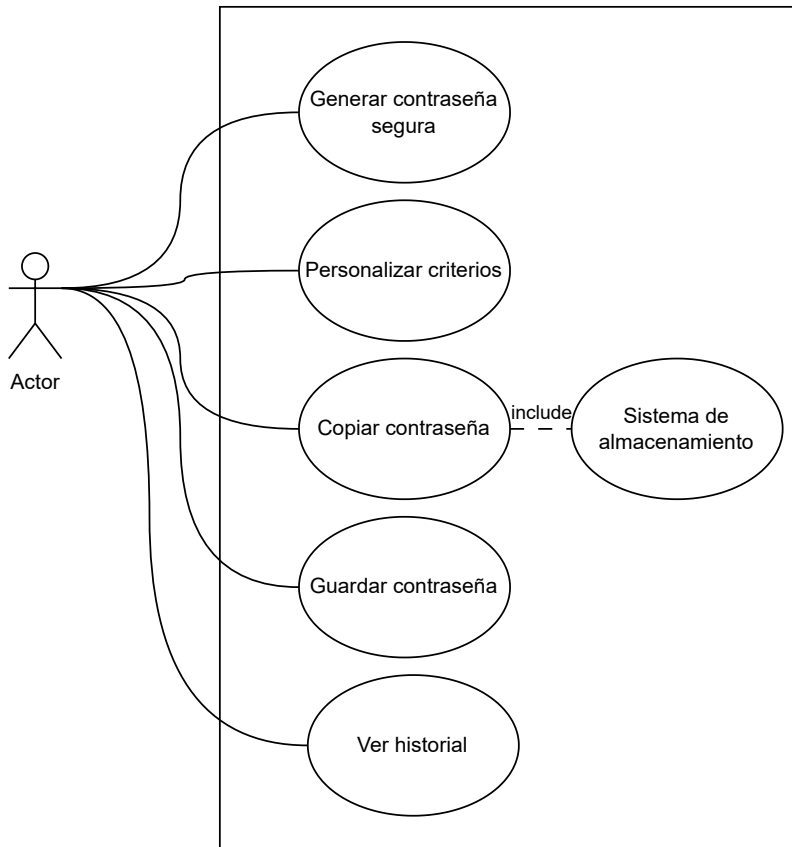 Generar contraseña
segura
Personalizar criterios
Actor
Copiar contraseña
include
Sistema de
almacenamiento
Guardar contraseña
Ver historial